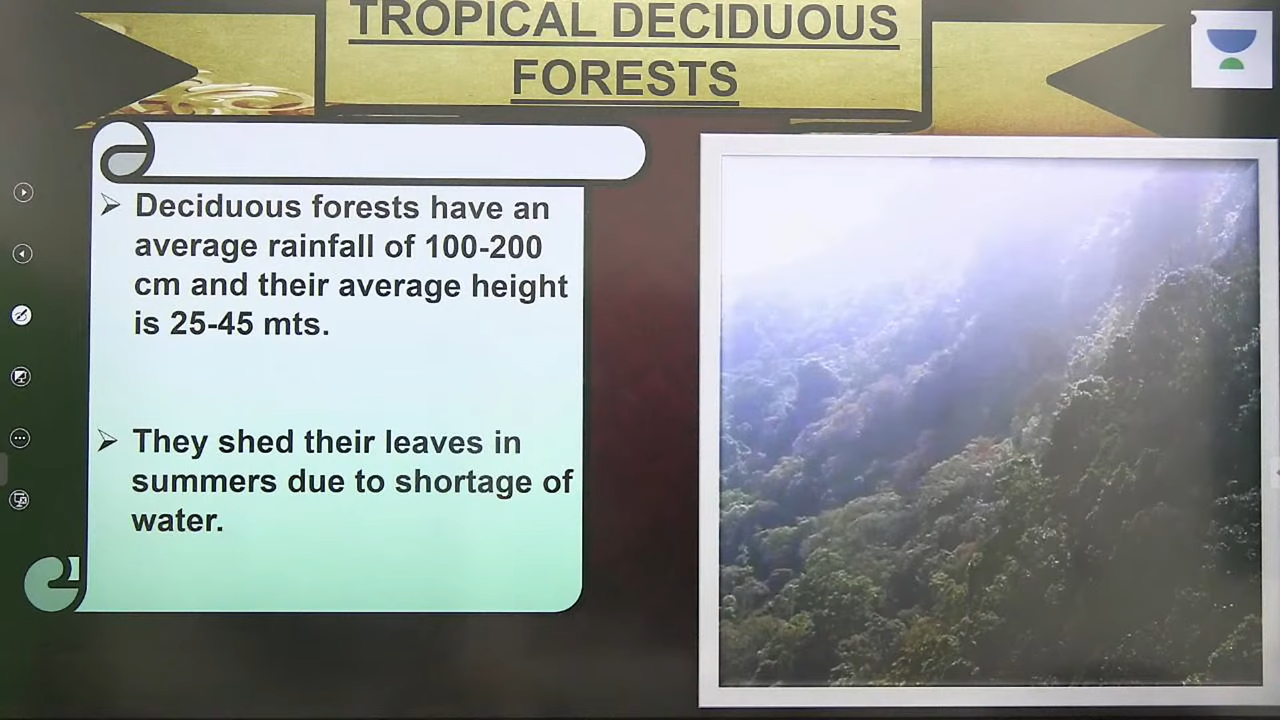 TROPICAL DECIDUOUS
FORESTS
➢ Deciduous forests have an
average rainfall of 100-200
cm and their average height
is 25-45 mts.
➢ They shed their leaves in
summers due to shortage of
water.